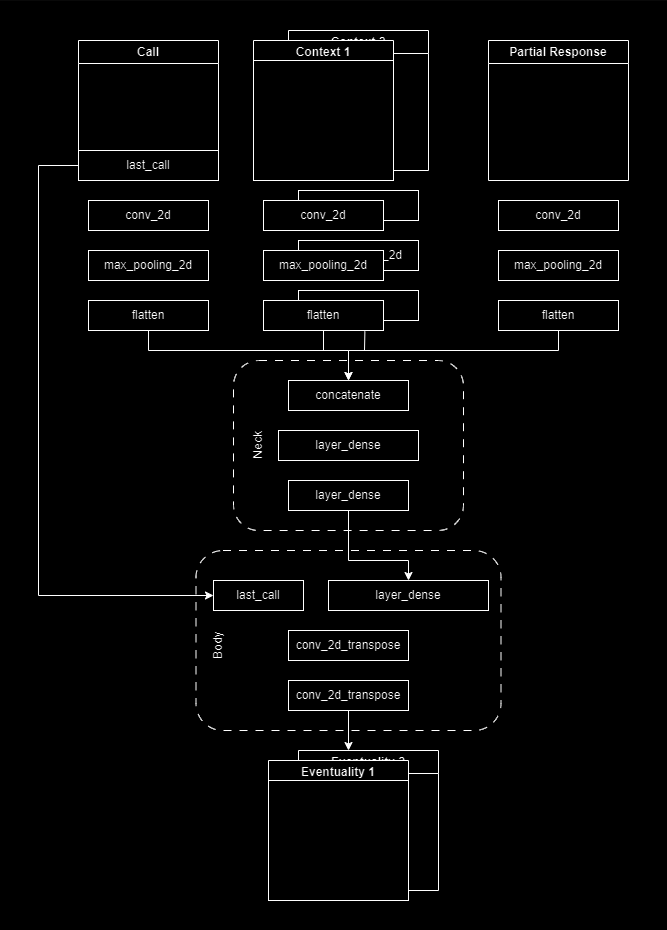 Call
Context 2
Context 1
Partial Response
last_call
conv_2d
conv_2d
conv_2d
max_pooling_2d
max_pooling_2d
_2d
max_pooling_2d
flatten
flatten
flatten
concatenate
Neck
layer_dense
layer_dense
last_call
layer_dense
Body
conv_2d_transpose
conv_2d_transpose
Eventuality 2
Eventuality 1